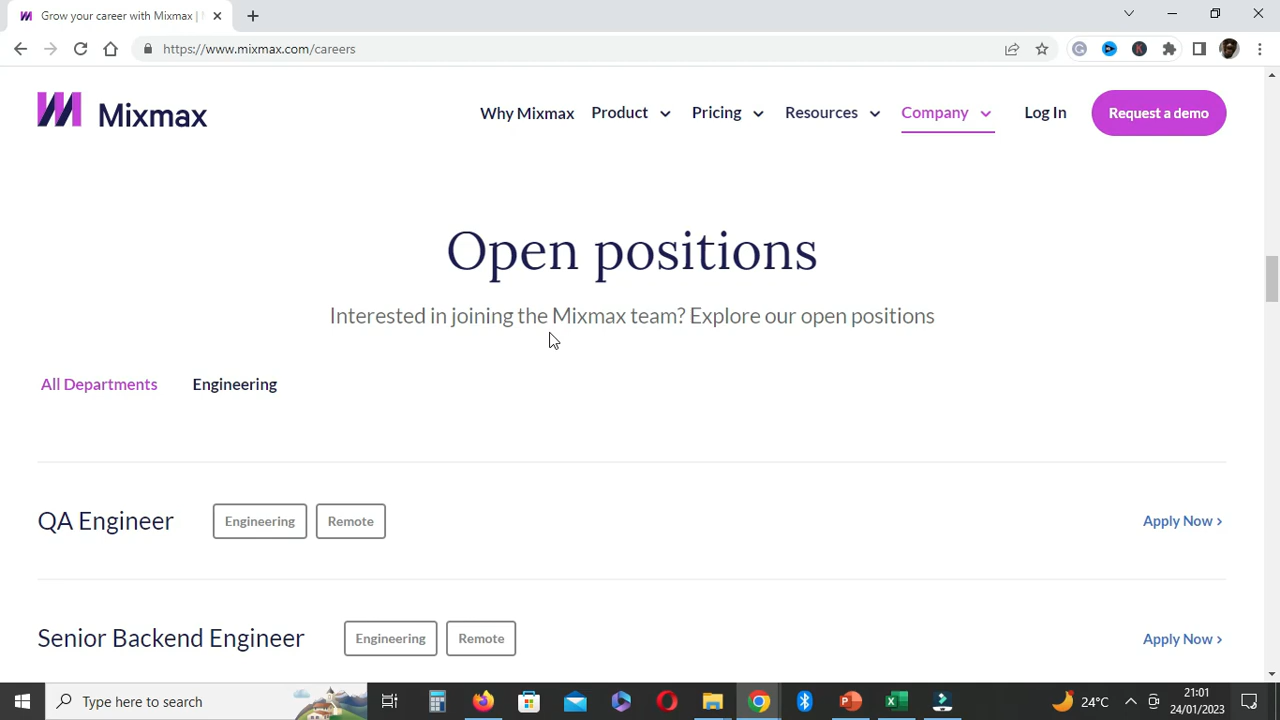 Grow your career with Mixmax |
https://www.mixmax.com/careers
Mixmax
Why Mixmax Product Pricing Resources Company Log In Request a demo
Open positions
Interested in joining the Mixmax team? Explore our open positions
All Departments Engineering
QA Engineer Engineering Remote Apply Now >
Senior Backend Engineer Engineering Remote Apply Now >
Type here to search
24°C
21:01
24/01/2023